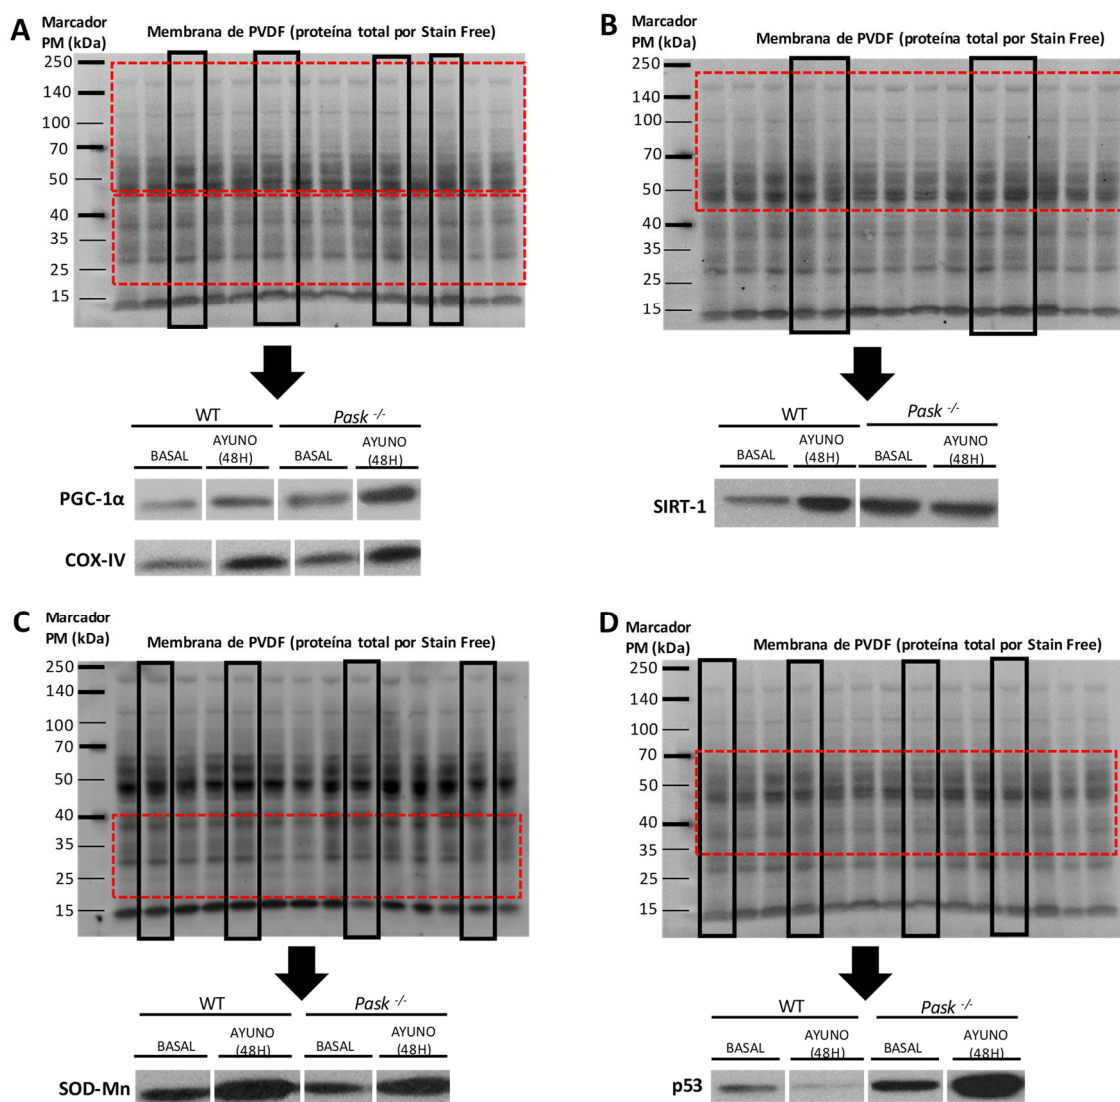 A
Marcador
PM (kDa)
Membrana de PVDF (proteína total por Stain Free)
250
140
100
70
50
40
35
25
15
WT
Pask -/-
BASAL
AYUNO
(48H)
BASAL
AYUNO
(48H)
PGC-1α
COX-IV
B
Marcador
PM (kDa)
Membrana de PVDF (proteína total por Stain Free)
250
140
100
70
50
40
35
25
15
WT
Pask -/-
BASAL
AYUNO
(48H)
BASAL
AYUNO
(48H)
SIRT-1
C
Marcador
PM (kDa)
Membrana de PVDF (proteína total por Stain Free)
250
140
100
70
50
40
35
25
15
WT
Pask -/-
BASAL
AYUNO
(48H)
BASAL
AYUNO
(48H)
SOD-Mn
D
Marcador
PM (kDa)
Membrana de PVDF (proteína total por Stain Free)
250
140
100
70
50
40
35
25
15
WT
Pask -/-
BASAL
AYUNO
(48H)
BASAL
AYUNO
(48H)
p53